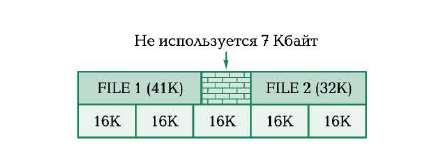 Не используется 7 Кбайт
FILE 1 (41K) FILE 2 (32K)
16K 16K 16K 16K 16K